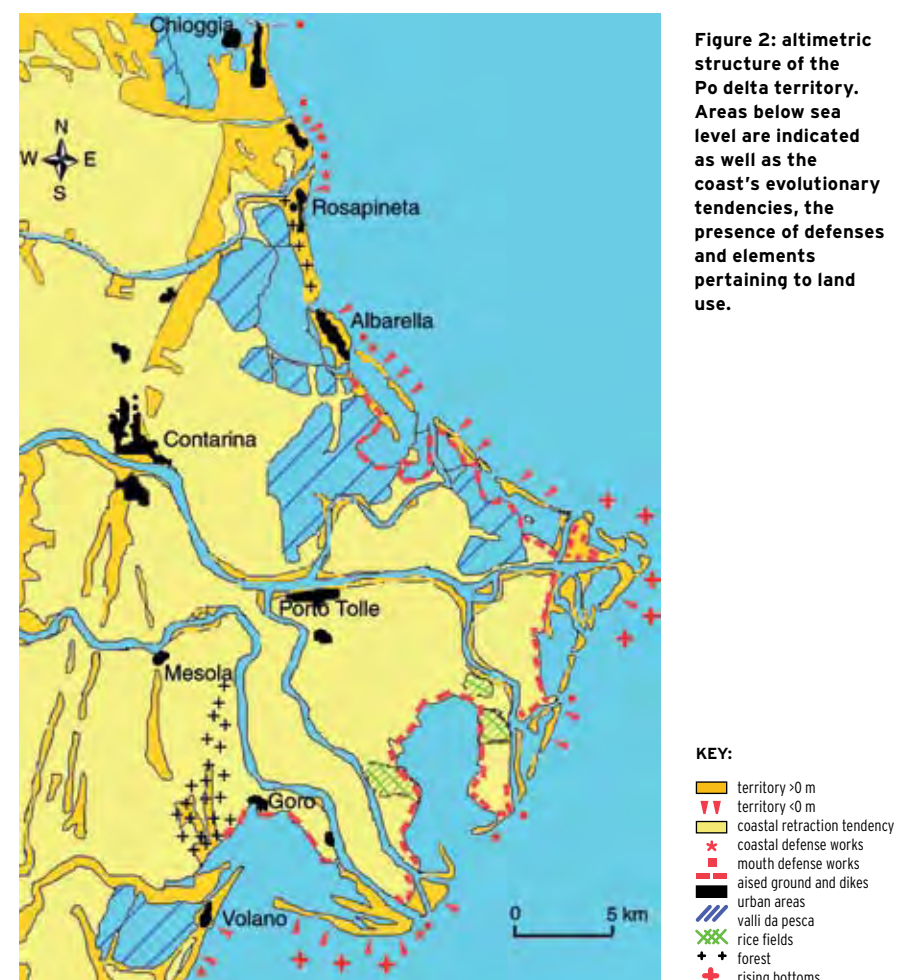 Chioggia
N
W E
S
Rosapineta
Albarella
Contarina
Porto Tolle
Mesola
Goro
Volano
0 5 km
Figure 2: altimetric
structure of the
Po delta territory.
Areas below sea
level are indicated
as well as the
coast's evolutionary
tendencies, the
presence of defenses
and elements
pertaining to land
use.
KEY:
territory >0 m
territory <0 m
coastal retraction tendency
coastal defense works
mouth defense works
aised ground and dikes
urban areas
valli da pesca
rice fields
forest
rising bottoms